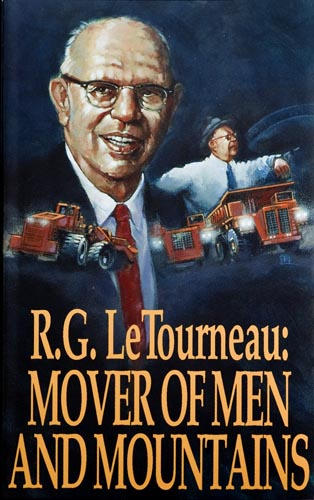 R.G. LeTourneau:
MOVER OF MEN
AND MOUNTAINS